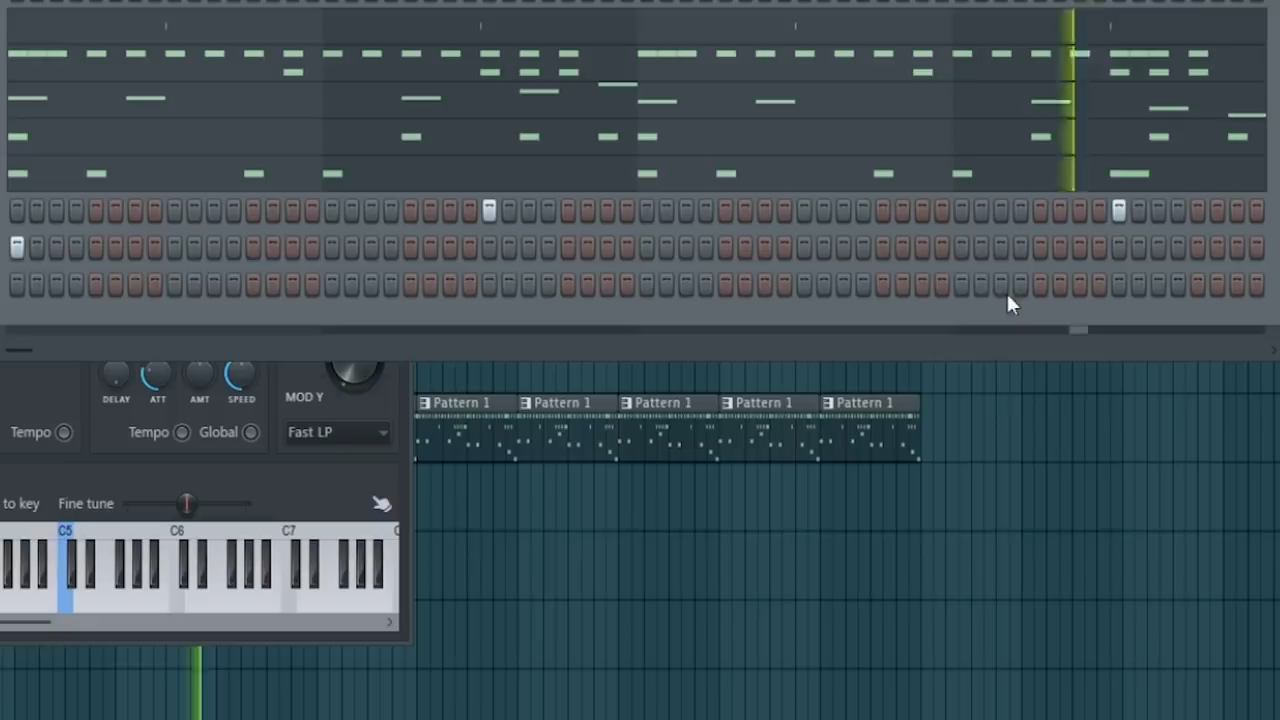 DELAY ATT AMT SPEED
MOD Y
Tempo Tempo Global
Fast LP
to key Fine tune
C5 C6 C7
Pattern 1 Pattern 1 Pattern 1 Pattern 1 Pattern 1